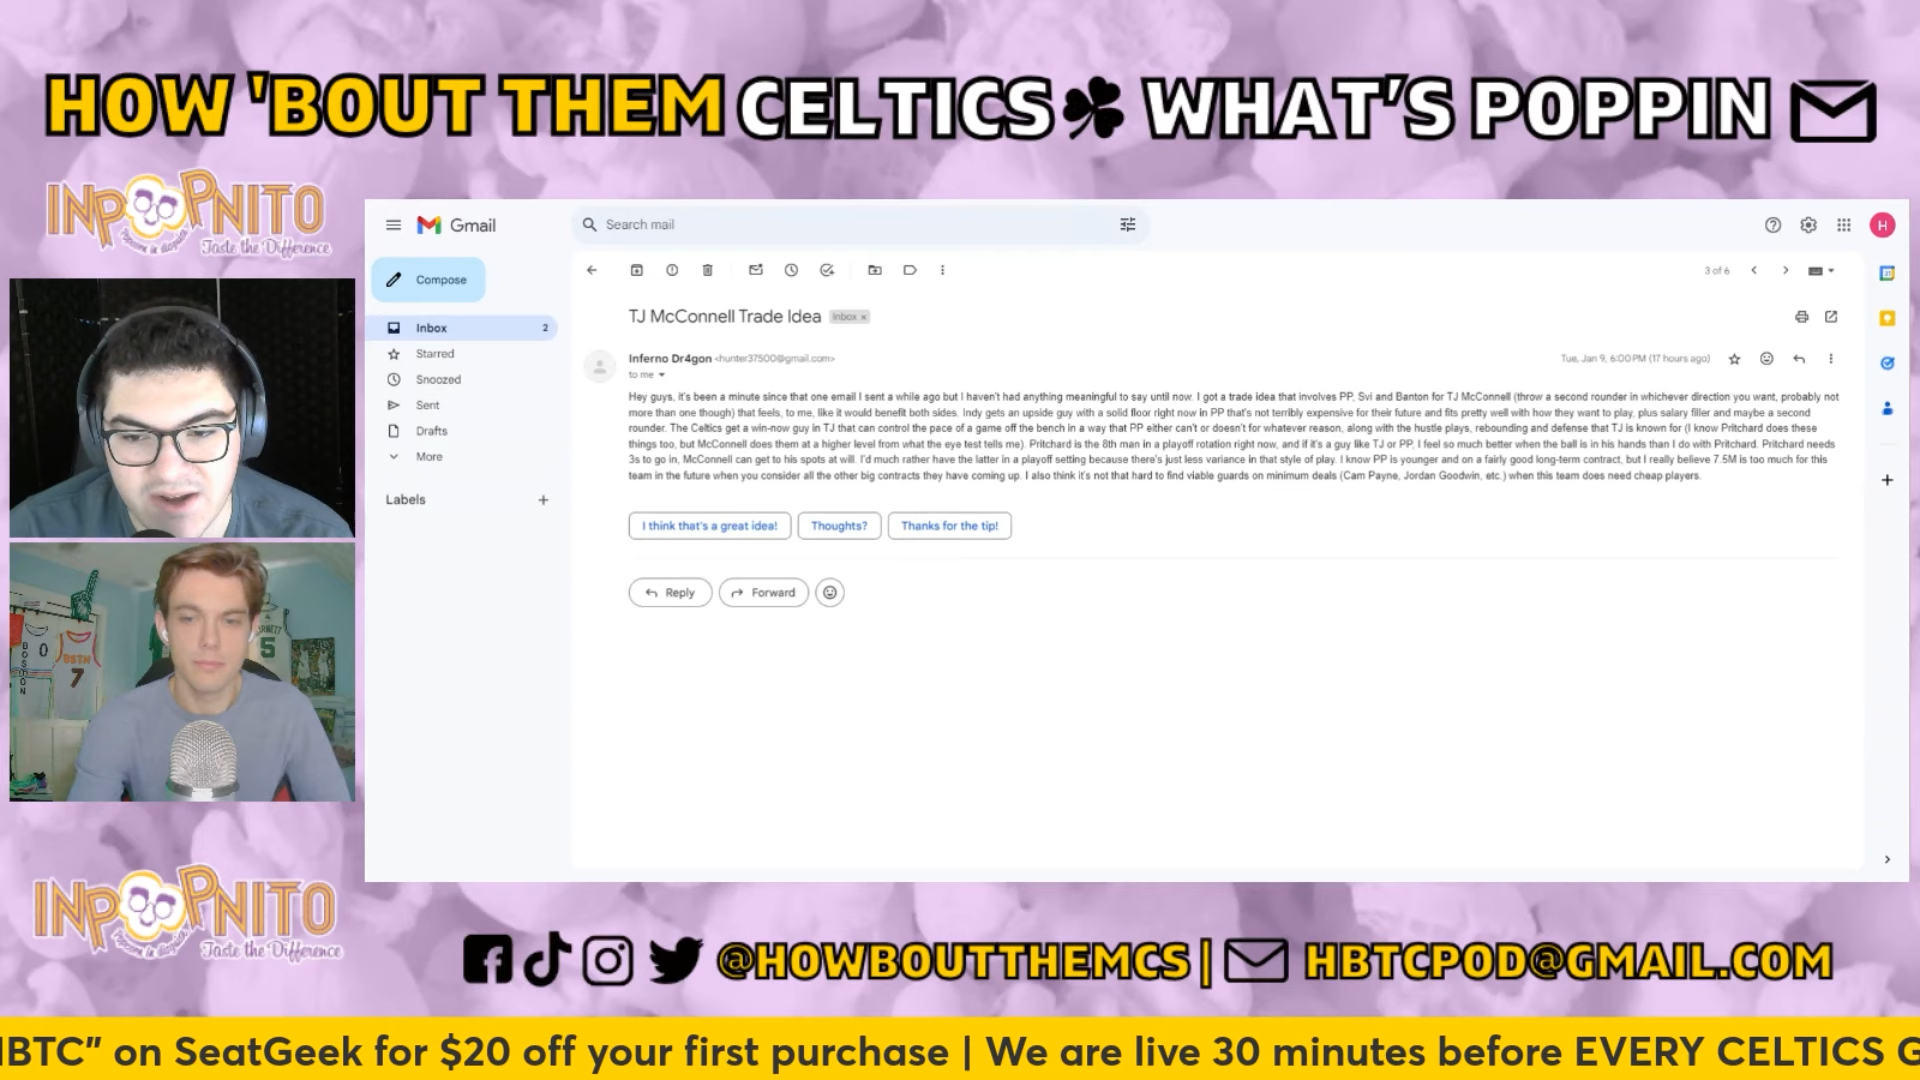 HOW 'BOUT THEM CELTICS WHAT'S POPPIN
INPOPNITO
Taste the Difference
Gmail
Search mail
H
Compose
3 of 6
Inbox 2
TJ McConnell Trade Idea Inbox x
Starred
Inferno Dr4gon <hunter37500@gmail.com> Tue, Jan 9, 6:00 PM (17 hours ago)
to me
Snoozed
Sent
Drafts
More
Labels
Hey guys, it's been a minute since that one email I sent a while ago but I haven't had anything meaningful to say until now. I got a trade idea that involves PP, Svi and Banton for TJ McConnell (throw a second rounder in whichever direction you want, probably not
more than one though) that feels, to me, like it would benefit both sides. Indy gets an upside guy with a solid floor right now in PP that's not terribly expensive for their future and fits pretty well with how they want to play, plus salary filler and maybe a second
rounder. The Celtics get a win-now guy in TJ that can control the pace of a game off the bench in a way that PP either can't or doesn't for whatever reason, along with the hustle plays, rebounding and defense that TJ is known for (I know Pritchard does these
things too, but McConnell does them at a higher level from what the eye test tells me). Pritchard is the 8th man in a playoff rotation right now, and if it's a guy like TJ or PP, I feel so much better when the ball is in his hands than I do with Pritchard. Pritchard needs
3s to go in, McConnell can get to his spots at will. I'd much rather have the latter in a playoff setting because there's just less variance in that style of play. I know PP is younger and on a fairly good long-term contract, but I really believe 7.5M is too much for this
team in the future when you consider all the other big contracts they have coming up. I also think it's not that hard to find viable guards on minimum deals (Cam Payne, Jordan Goodwin, etc.) when this team does need cheap players.
I think that's a great idea! Thoughts? Thanks for the tip!
Reply Forward
BOSTON
0
BSTN
7
5
INPOPNITO
Taste the Difference
@HOWBOUTTHEMCS | HBTCPOD@GMAIL.COM
HBTC" on SeatGeek for $20 off your first purchase | We are live 30 minutes before EVERY CELTICS G